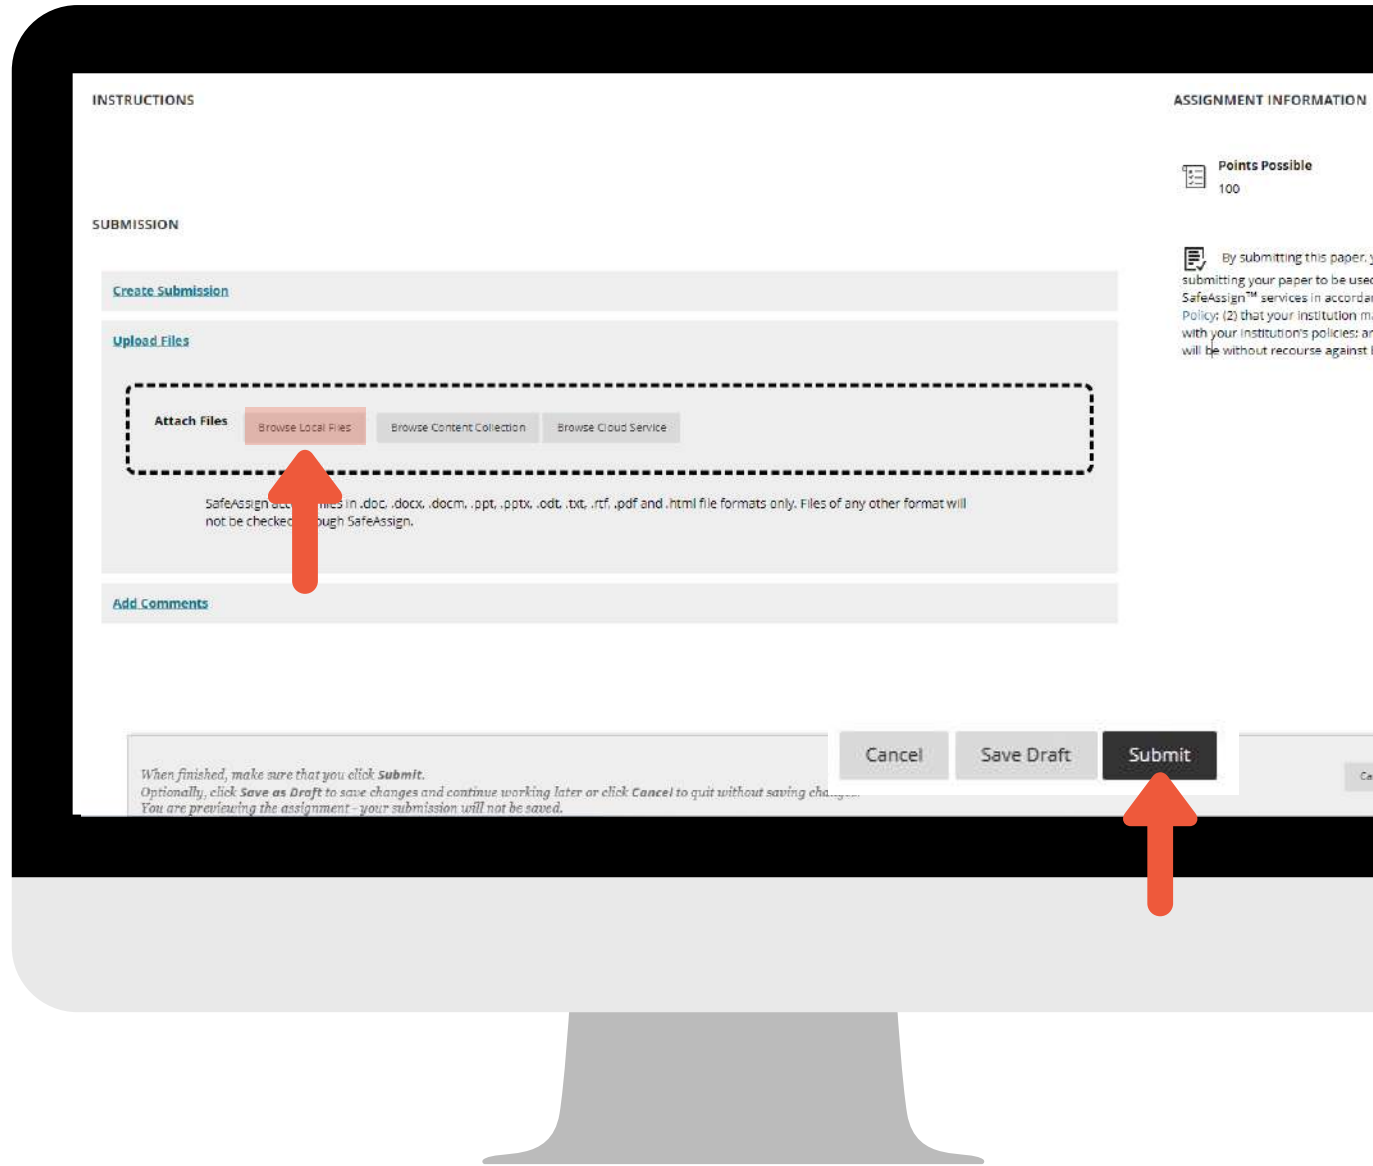 INSTRUCTIONS
SUBMISSION
Create Submission
Upload Files
Attach Files
Browse Local Files
Browse Content Collection
Browse Cloud Service
SafeAssign files in .doc, .docx, .docm, .ppt, .pptx, .odt, .txt, .rtf, .pdf and .html file formats only. Files of any other format will
not be SafeAssign.
Add Comments
When finished, make sure that you click Submit.
Optionally, click Save as Draft to save changes and continue working later or click Cancel to quit without saving
You are previewing the assignment - your submission will not be saved.
Cancel
Save Draft
Submit
ASSIGNMENT INFORMATION
Points Possible
100
By submitting this paper,
submitting your paper to be used
SafeAssign™ services in
Policy; (2) that your institution
with your institution's policies;
will be without recourse against